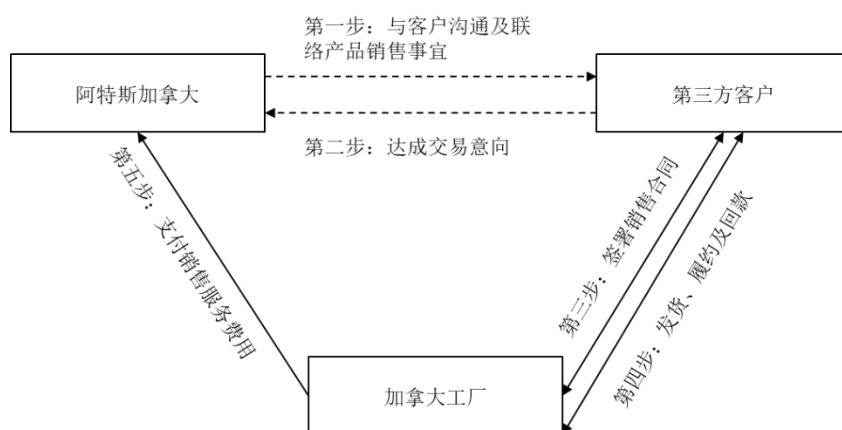 第一步：与客户沟通及联
络产品销售事宜
阿特斯加拿大
第三方客户
第二步：达成交易意向
第五步：支付销售服务费用
第三步：签署销售合同
第四步：发货、履约及回款
加拿大工厂